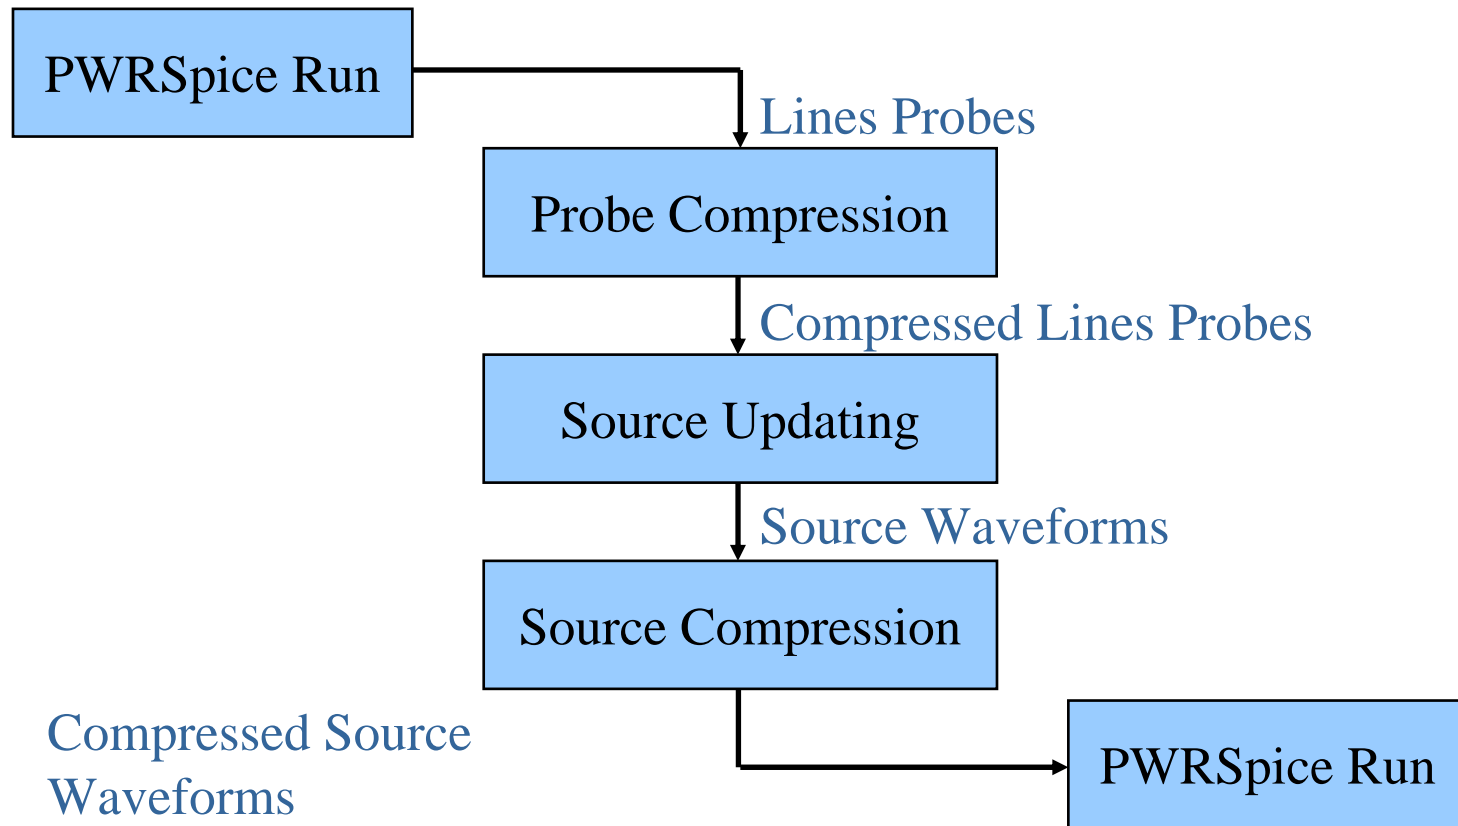 PWRSpice Run
Lines Probes
Probe Compression
Compressed Lines Probes
Source Updating
Source Waveforms
Source Compression
Compressed Source
Waveforms
PWRSpice Run